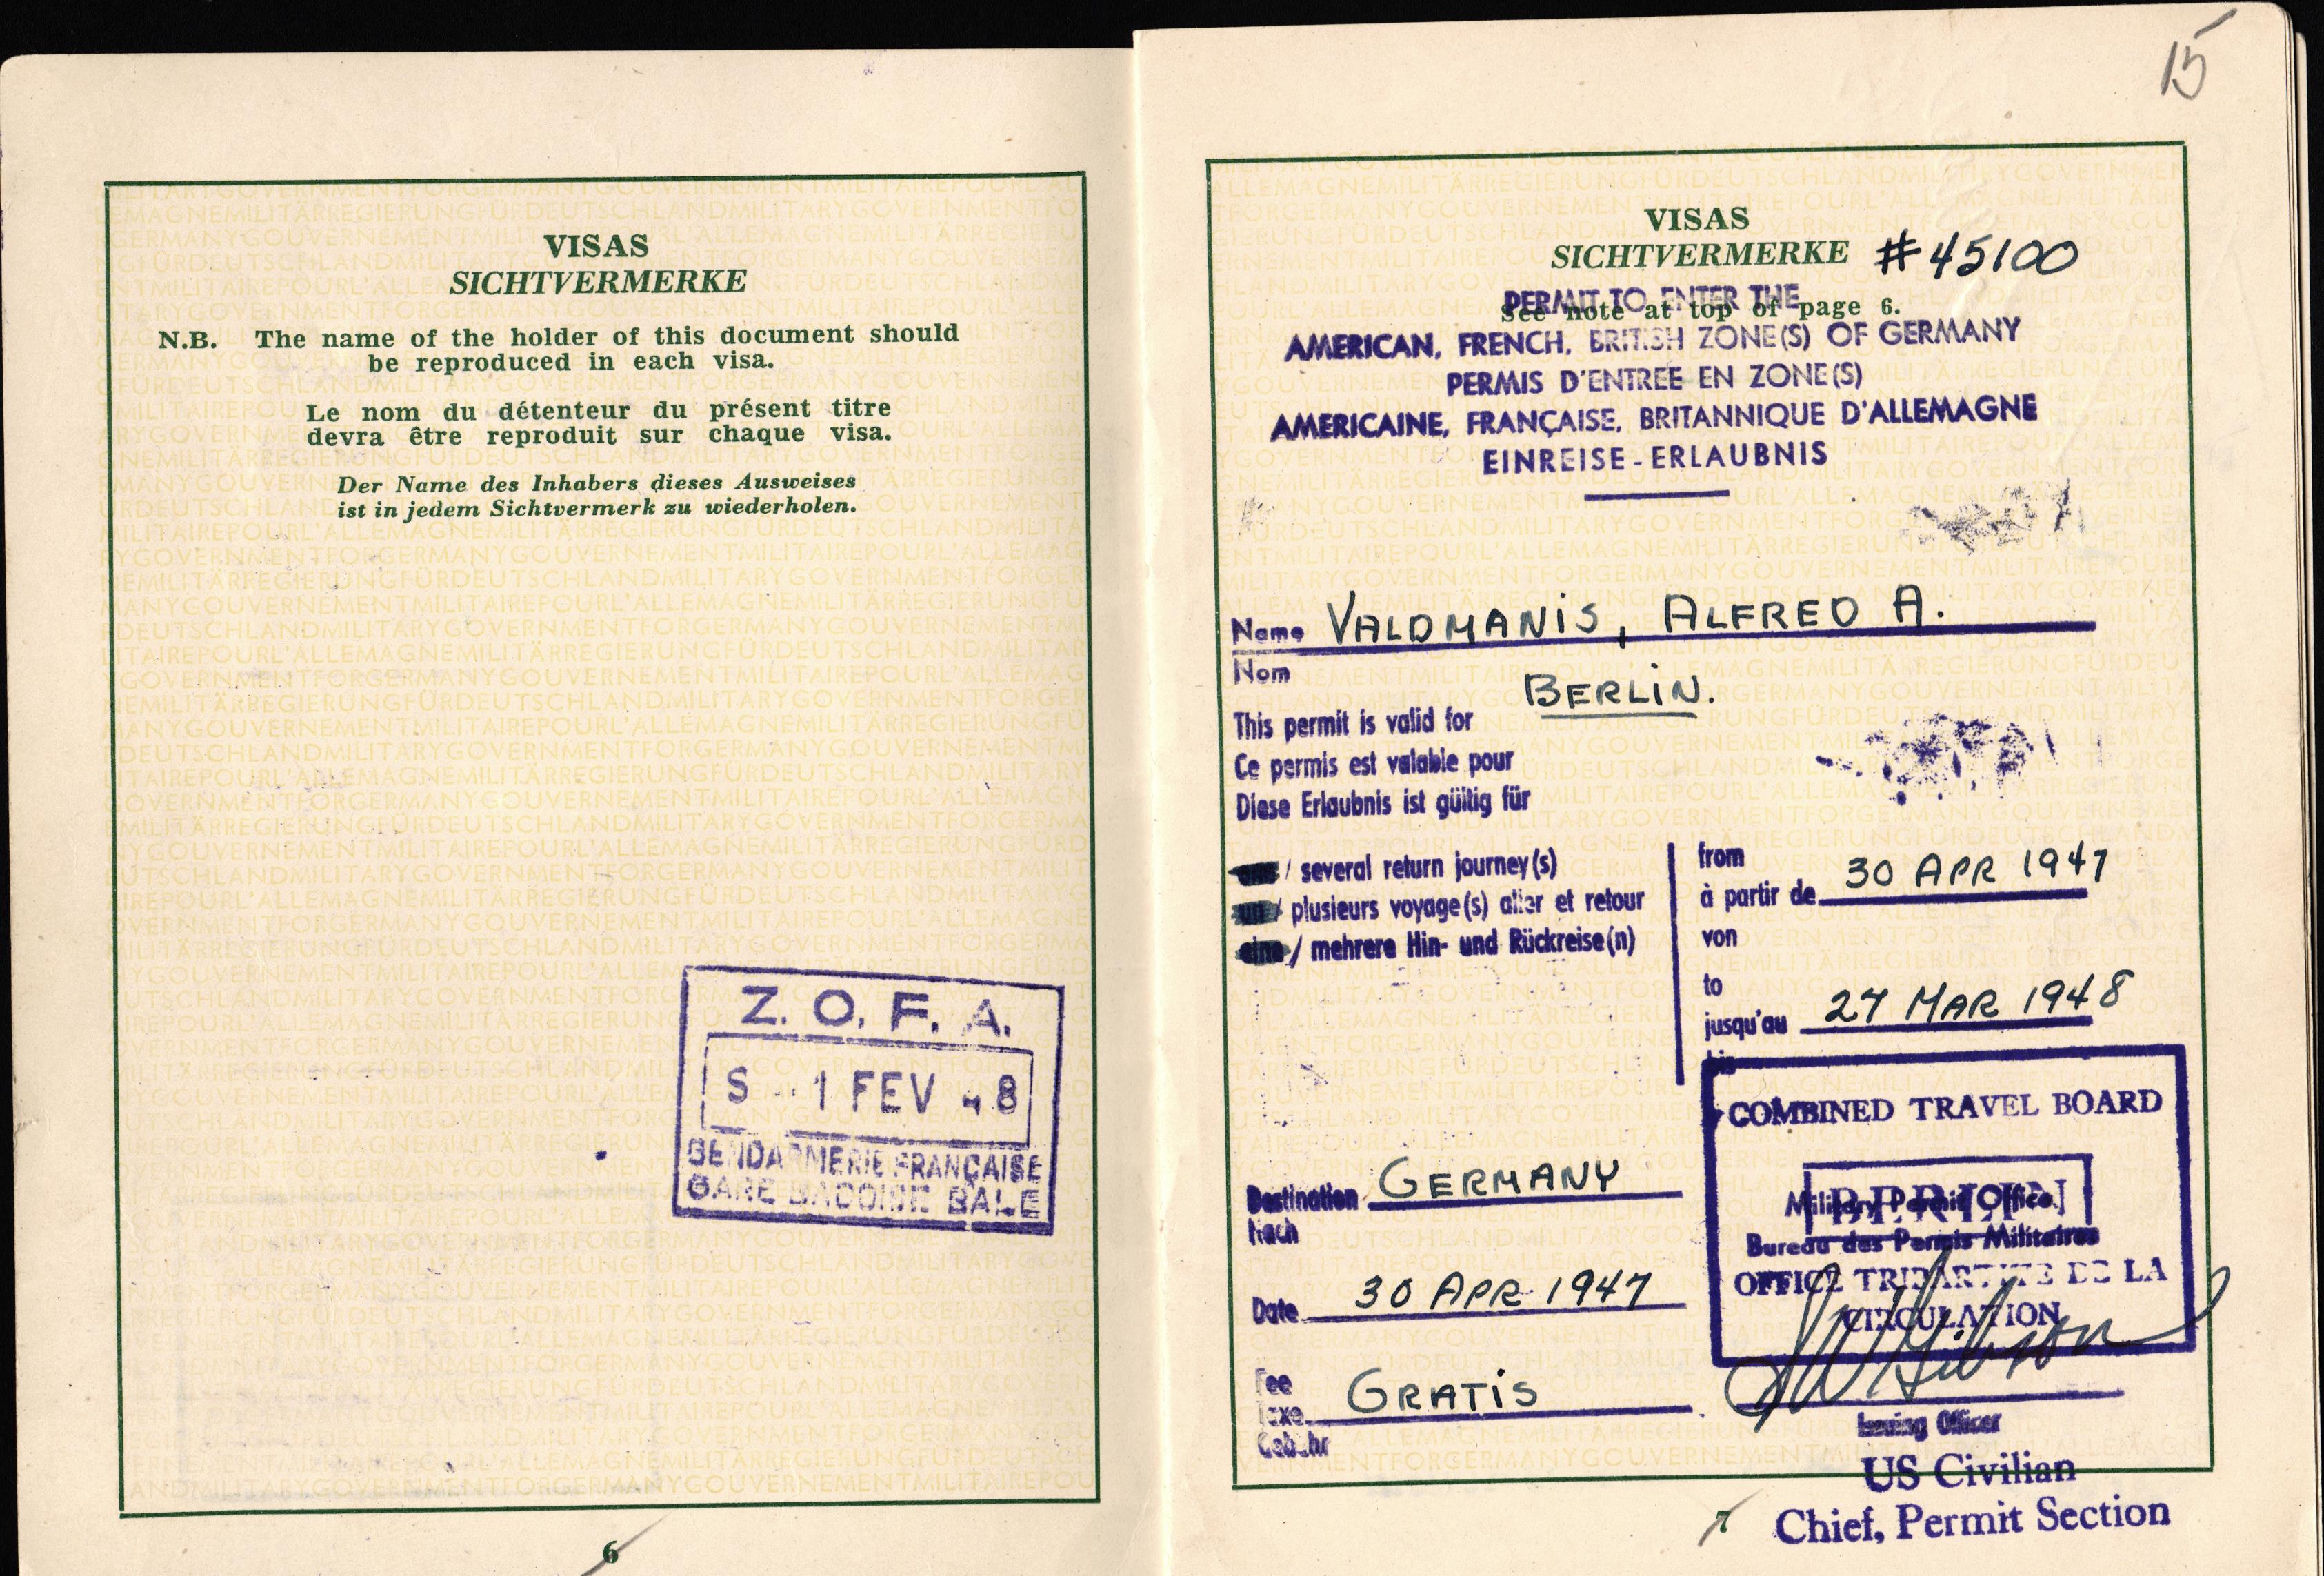 15
VISAS
SICHTVERMERKE
N.B. The name of the holder of this document should
be reproduced in each visa.
Le nom du détenteur du présent titre
devra être reproduit sur chaque visa.
Der Name des Inhabers dieses Ausweises
ist in jedem Sichtvermerk zu wiederholen.
Z. O. F. A.
S - 1 FEV 48
GENDARMERIE FRANÇAISE
GARE BADOISE BALE
6
VISAS
SICHTVERMERKE #45100
PERMIT TO ENTER THE
see note at top of page 6.
AMERICAN, FRENCH, BRITISH ZONE(S) OF GERMANY
PERMIS D'ENTREE EN ZONE(S)
AMERICAINE, FRANÇAISE, BRITANNIQUE D'ALLEMAGNE
EINREISE-ERLAUBNIS
Name VALDMANIS, ALFRED A.
Nom
BERLIN.
This permit is valid for
Ce permis est valable pour
Diese Erlaubnis ist gültig für
one / several return journey(s)
un / plusieurs voyage(s) aller et retour
eine / mehrere Hin- und Rückreise(n)
from
à partir de 30 APR 1947
von
to
jusqu'au 27 MAR 1948
bis
COMBINED TRAVEL BOARD
BERLIN
Military Permit Office
Bureau des Permis Militaires
OFFICE TRIPARTITE DE LA
CIRCULATION
Destination GERMANY
Nach
Date 30 APR 1947
Fee
Taxe GRATIS
Gebühr
Issuing Officer
US Civilian
Chief, Permit Section
7